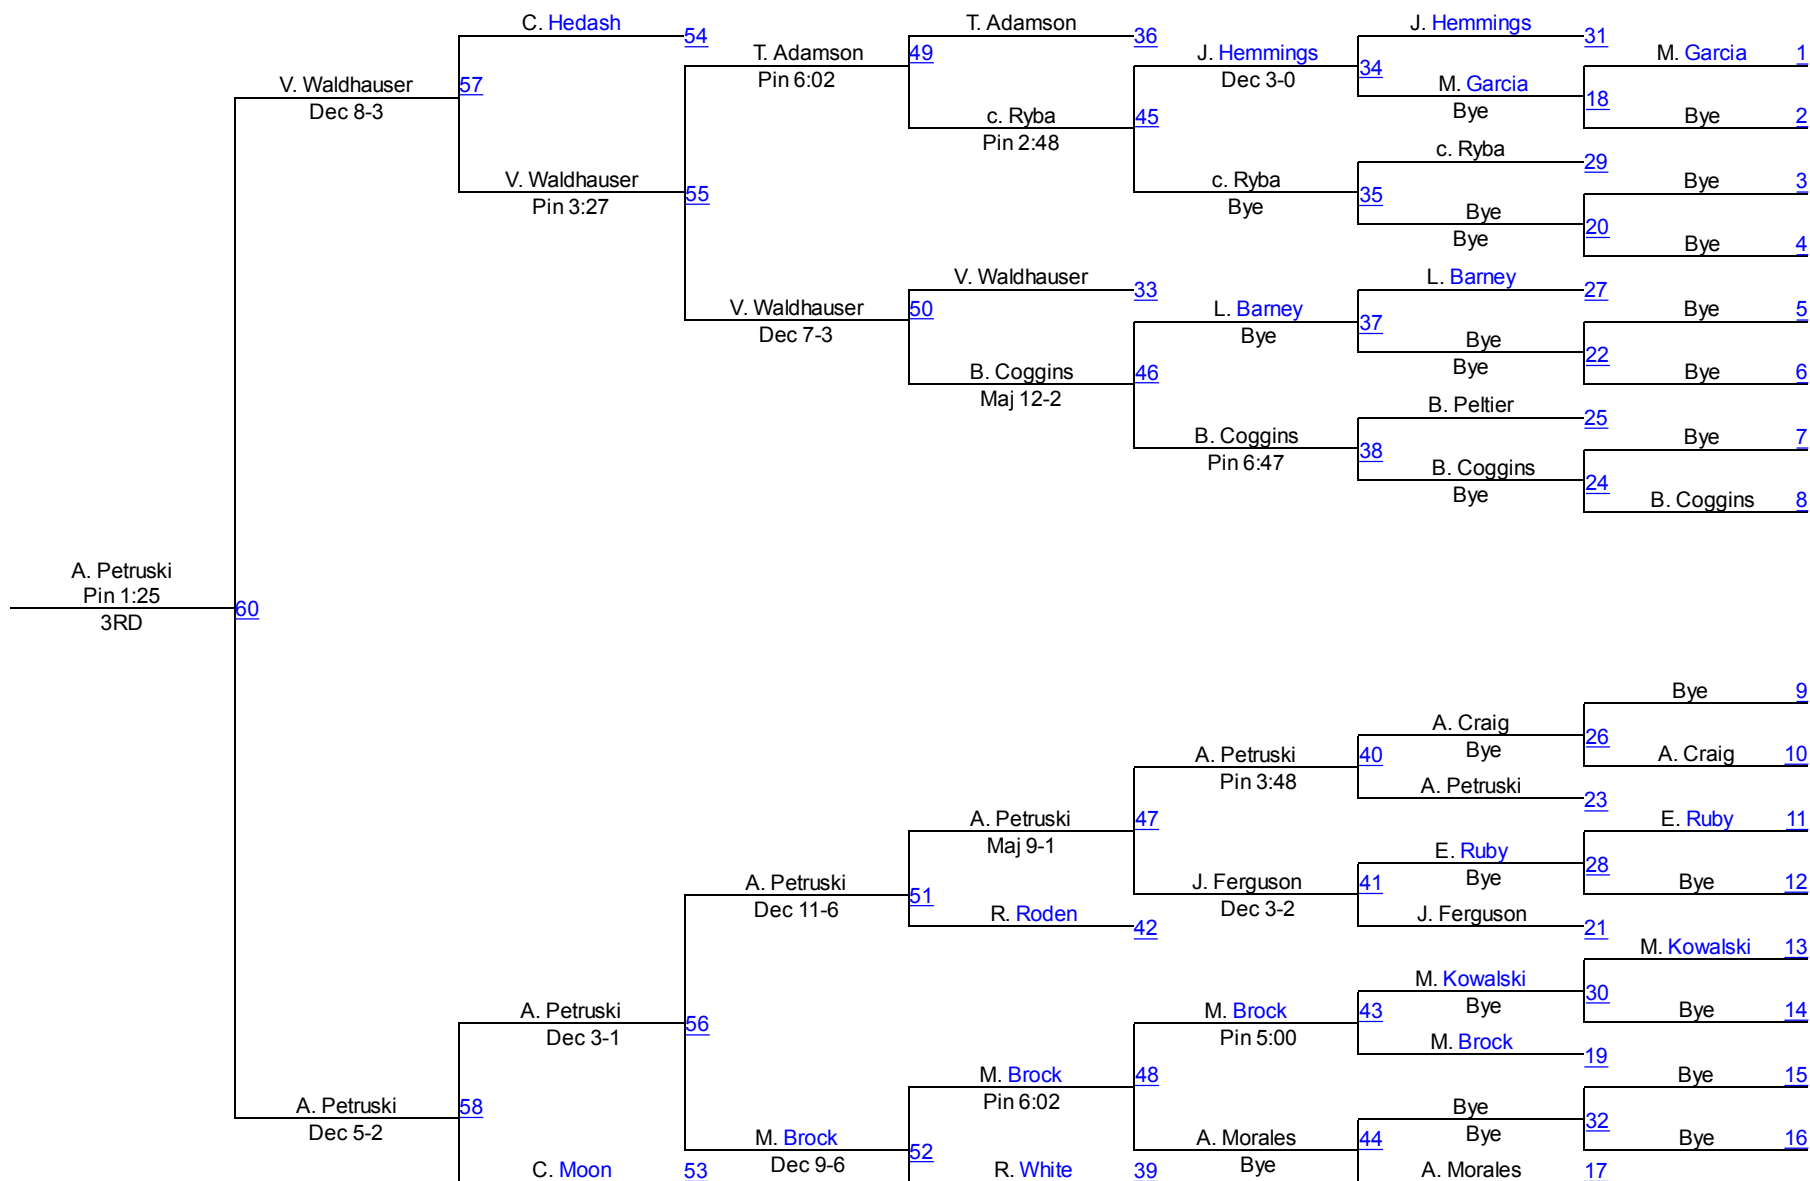 C. Hedash 54
T. Adamson 36
J. Hemmings 31
T. Adamson
Pin 6:02
49
J. Hemmings
Dec 3-0
34
M. Garcia 1
V. Waldhauser
Dec 8-3
57
M. Garcia
Bye
18
c. Ryba
Pin 2:48
45
Bye 2
c. Ryba 29
V. Waldhauser
Pin 3:27
55
c. Ryba
Bye
35
Bye 3
Bye
Bye
20
Bye 4
V. Waldhauser 33
L. Barney 27
V. Waldhauser
Dec 7-3
50
L. Barney
Bye
37
Bye 5
Bye
Bye
22
B. Coggins
Maj 12-2
46
Bye 6
B. Peltier 25
B. Coggins
Pin 6:47
38
Bye 7
B. Coggins
Bye
24
B. Coggins 8
A. Petruski
Pin 1:25
3RD
60
Bye 9
A. Craig
Bye
26
A. Petruski
Pin 3:48
40
A. Craig 10
A. Petruski 23
A. Petruski
Maj 9-1
47
E. Ruby 11
E. Ruby
Bye
28
A. Petruski
Dec 11-6
51
J. Ferguson
Dec 3-2
41
Bye 12
R. Roden 42
J. Ferguson 21
M. Kowalski 13
M. Kowalski
Bye
30
A. Petruski
Dec 3-1
56
M. Brock
Pin 5:00
43
Bye 14
M. Brock 19
M. Brock
Pin 6:02
48
Bye 15
A. Petruski
Dec 5-2
58
Bye
Bye
32
M. Brock
Dec 9-6
52
A. Morales
Bye
44
Bye 16
C. Moon 53
R. White 39
A. Morales 17